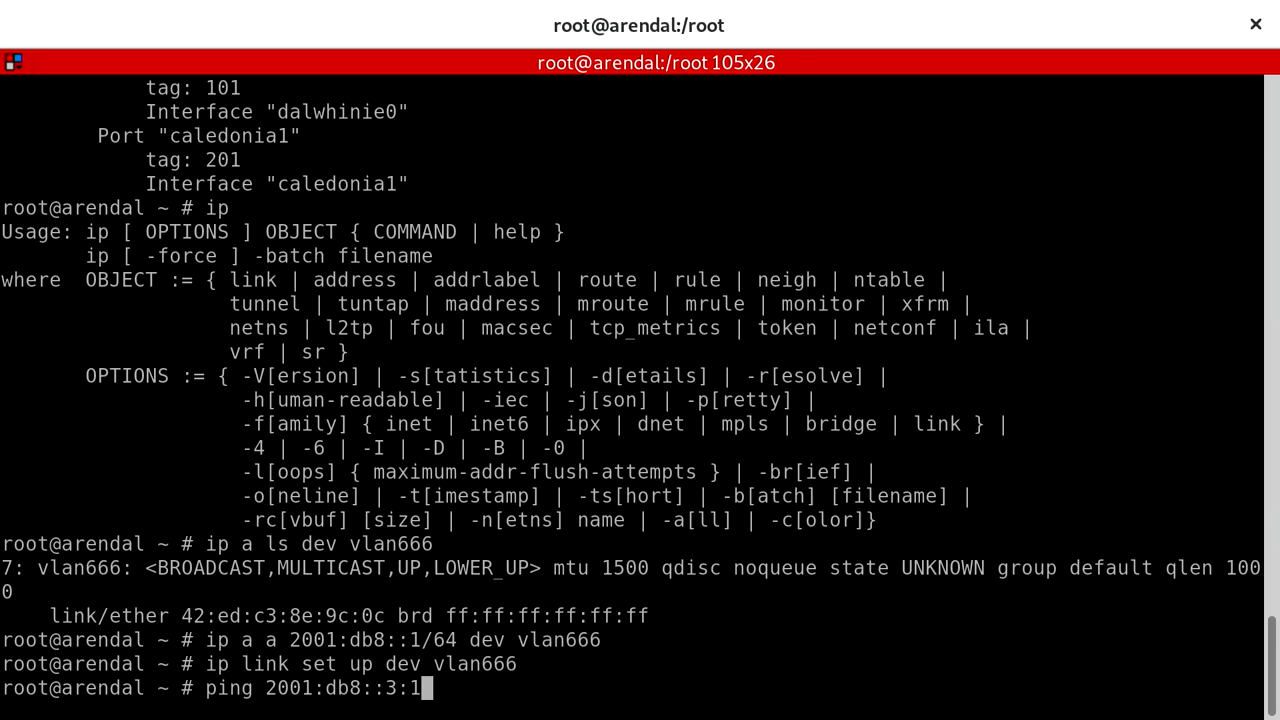 root@arendal:/root
×
root@arendal:/root 105x26
            tag: 101
            Interface "dalwhinie0"
        Port "caledonia1"
            tag: 201
            Interface "caledonia1"
root@arendal ~ # ip
Usage: ip [ OPTIONS ] OBJECT { COMMAND | help }
       ip [ -force ] -batch filename
where  OBJECT := { link | address | addrlabel | route | rule | neigh | ntable |
                   tunnel | tuntap | maddress | mroute | mrule | monitor | xfrm |
                   netns | l2tp | fou | macsec | tcp_metrics | token | netconf | ila |
                   vrf | sr }
       OPTIONS := { -V[ersion] | -s[tatistics] | -d[etails] | -r[esolve] |
                    -h[uman-readable] | -iec | -j[son] | -p[retty] |
                    -f[amily] { inet | inet6 | ipx | dnet | mpls | bridge | link } |
                    -4 | -6 | -I | -D | -B | -0 |
                    -l[oops] { maximum-addr-flush-attempts } | -br[ief] |
                    -o[neline] | -t[imestamp] | -ts[hort] | -b[atch] [filename] |
                    -rc[vbuf] [size] | -n[etns] name | -a[ll] | -c[olor]}
root@arendal ~ # ip a ls dev vlan666
7: vlan666: <BROADCAST,MULTICAST,UP,LOWER_UP> mtu 1500 qdisc noqueue state UNKNOWN group default qlen 100
0
    link/ether 42:ed:c3:8e:9c:0c brd ff:ff:ff:ff:ff:ff
root@arendal ~ # ip a a 2001:db8::1/64 dev vlan666
root@arendal ~ # ip link set up dev vlan666
root@arendal ~ # ping 2001:db8::3:1